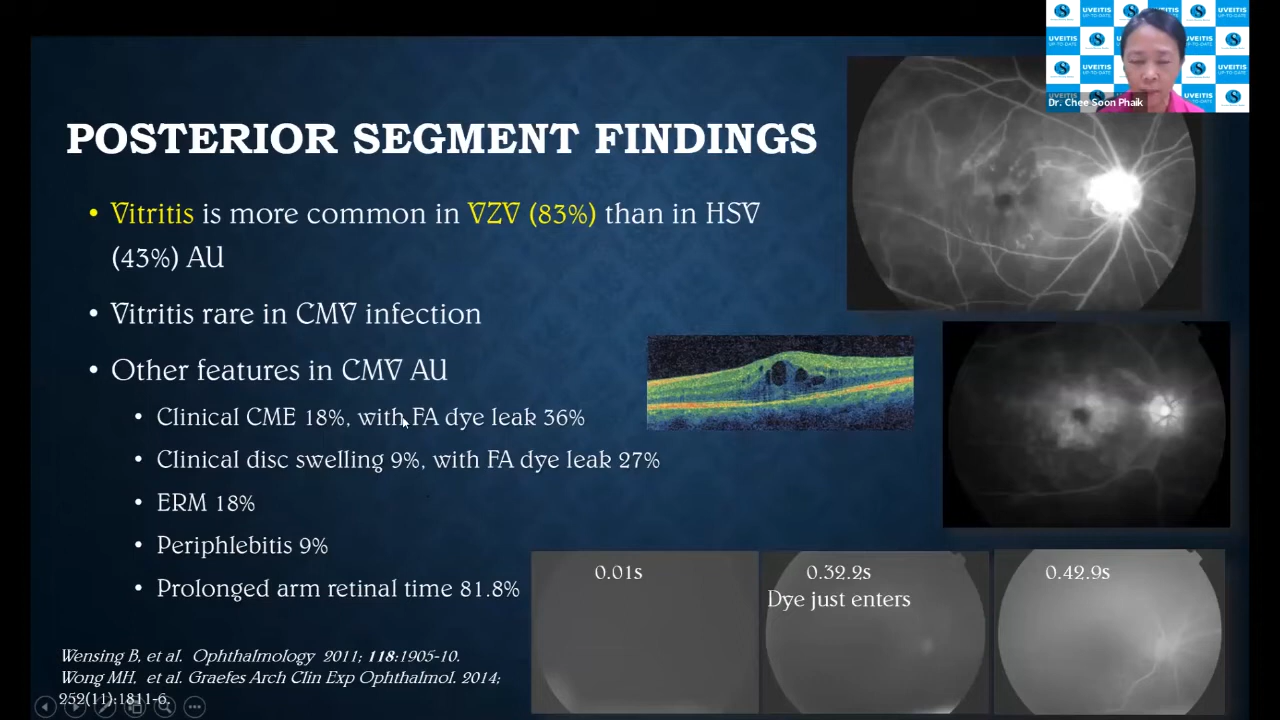 UVEITIS
UP-TO-DATE
Dr. Chee Soon Phaik
POSTERIOR SEGMENT FINDINGS
• Vitritis is more common in VZV (83%) than in HSV
(43%) AU
• Vitritis rare in CMV infection
• Other features in CMV AU
• Clinical CME 18%, with FA dye leak 36%
• Clinical disc swelling 9%, with FA dye leak 27%
• ERM 18%
• Periphlebitis 9%
• Prolonged arm retinal time 81.8%
0.01s
0.32.2s
Dye just enters
0.42.9s
Wensing B, et al. Ophthalmology 2011; 118:1905-10.
Wong MH, et al. Graefes Arch Clin Exp Ophthalmol. 2014;
252(11):1811-6.